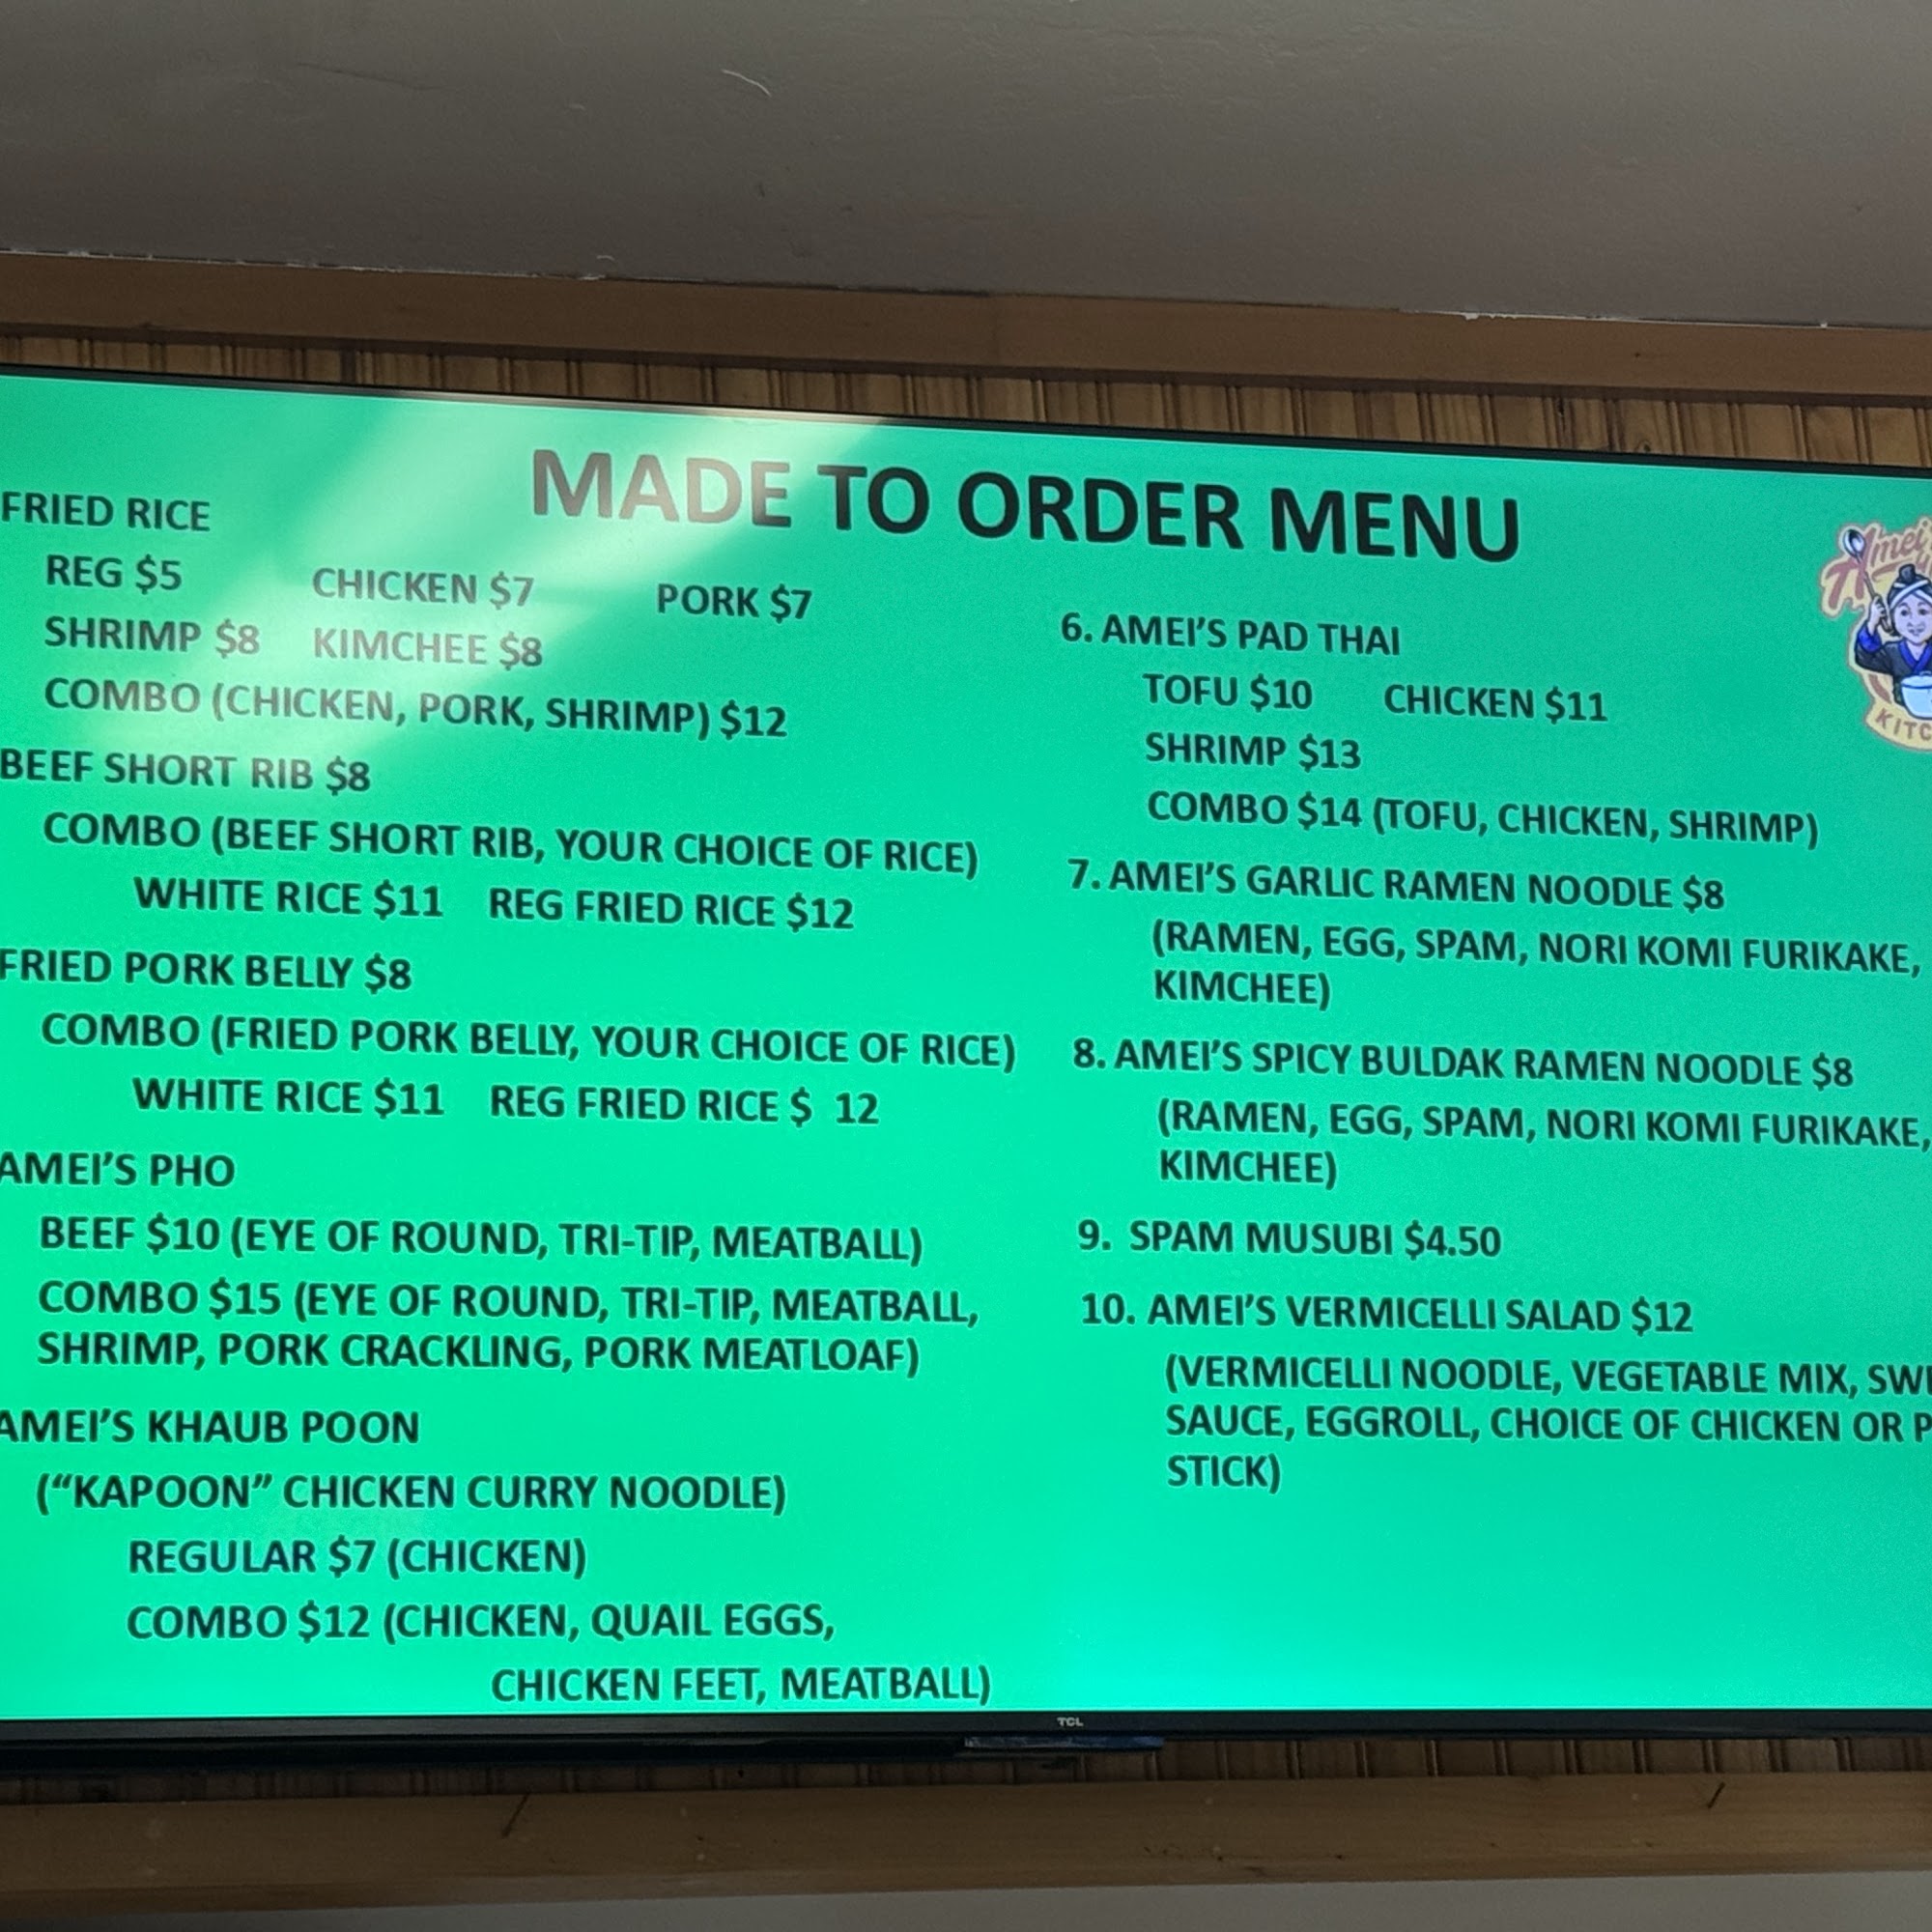 MADE TO ORDER MENU
FRIED RICE
REG $5 CHICKEN $7 PORK $7
SHRIMP $8 KIMCHEE $8
COMBO (CHICKEN, PORK, SHRIMP) $12
BEEF SHORT RIB $8
COMBO (BEEF SHORT RIB, YOUR CHOICE OF RICE)
WHITE RICE $11 REG FRIED RICE $12
FRIED PORK BELLY $8
COMBO (FRIED PORK BELLY, YOUR CHOICE OF RICE)
WHITE RICE $11 REG FRIED RICE $ 12
AMEI'S PHO
BEEF $10 (EYE OF ROUND, TRI-TIP, MEATBALL)
COMBO $15 (EYE OF ROUND, TRI-TIP, MEATBALL,
SHRIMP, PORK CRACKLING, PORK MEATLOAF)
AMEI'S KHAUB POON
("KAPOON" CHICKEN CURRY NOODLE)
REGULAR $7 (CHICKEN)
COMBO $12 (CHICKEN, QUAIL EGGS,
CHICKEN FEET, MEATBALL)
6. AMEI'S PAD THAI
TOFU $10 CHICKEN $11
SHRIMP $13
COMBO $14 (TOFU, CHICKEN, SHRIMP)
7. AMEI'S GARLIC RAMEN NOODLE $8
(RAMEN, EGG, SPAM, NORI KOMI FURIKAKE,
KIMCHEE)
8. AMEI'S SPICY BULDAK RAMEN NOODLE $8
(RAMEN, EGG, SPAM, NORI KOMI FURIKAKE,
KIMCHEE)
9. SPAM MUSUBI $4.50
10. AMEI'S VERMICELLI SALAD $12
(VERMICELLI NOODLE, VEGETABLE MIX,
SAUCE, EGGROLL, CHOICE OF CHICKEN OR
STICK)
Amei
TCL